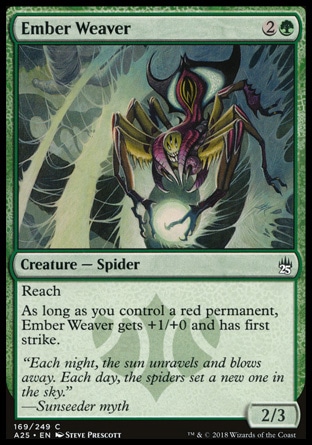 Ember Weaver 2
Creature — Spider 25
Reach
As long as you control a red permanent,
Ember Weaver gets +1/+0 and has first
strike.
“Each night, the sun unravels and blows
away. Each day, the spiders set a new one in
the sky.”
—Sunseeder myth
2/3
169/249 C
A25 • EN Steve Prescott ™ & © 2018 Wizards of the Coast